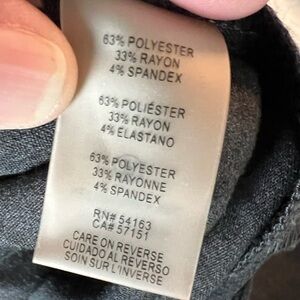 63% POLYESTER
33% RAYON
4% SPANDEX
63% POLIÉSTER
33% RAYON
4% ELASTANO
63% POLYESTER
33% RAYONNE
4% SPANDEX
RN# 54163
CA# 57151
CARE ON REVERSE
CUIDADO AL REVERSO
SOIN SUR L'INVERSE